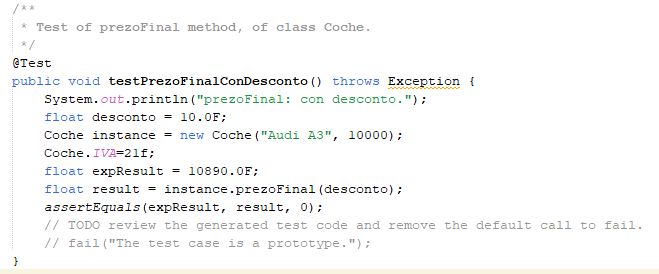 /**
 * Test of prezoFinal method, of class Coche.
 */
@Test
public void testPrezoFinalConDesconto() throws Exception {
    System.out.println("prezoFinal: con desconto.");
    float desconto = 10.0F;
    Coche instance = new Coche("Audi A3", 10000);
    Coche.IVA=21f;
    float expResult = 10890.0F;
    float result = instance.prezoFinal(desconto);
    assertEquals(expResult, result, 0);
    // TODO review the generated test code and remove the default call to fail.
    // fail("The test case is a prototype.");
}